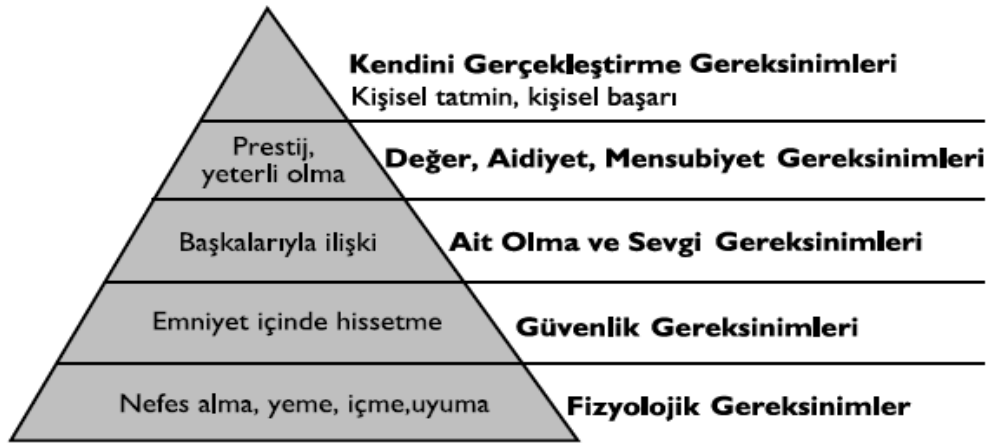 Kendini Gerçekleştirme Gereksinimleri
Kişisel tatmin, kişisel başarı
Prestij,
yeterli olma
Değer, Aidiyet, Mensubiyet Gereksinimleri
Başkalarıyla ilişki
Ait Olma ve Sevgi Gereksinimleri
Emniyet içinde hissetme
Güvenlik Gereksinimleri
Nefes alma, yeme, içme,uyuma
Fizyolojik Gereksinimler